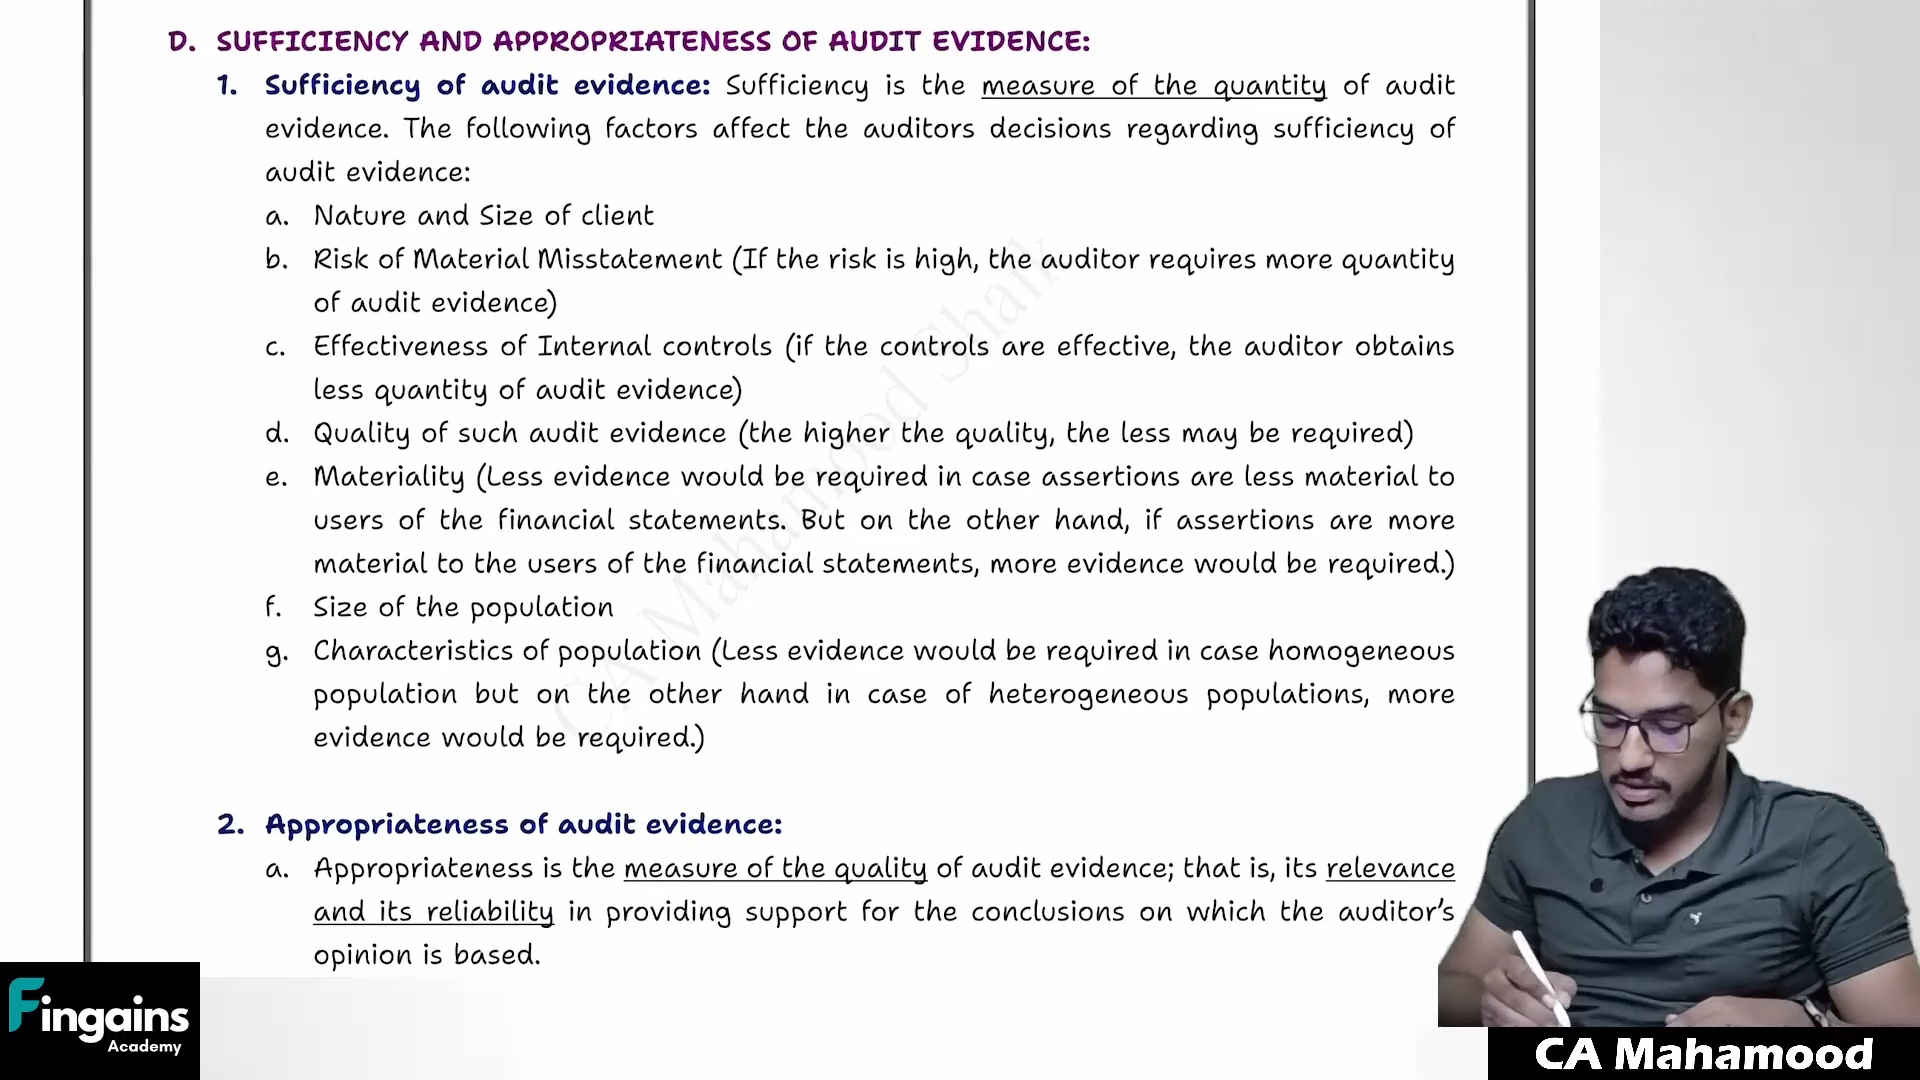 D. SUFFICIENCY AND APPROPRIATENESS OF AUDIT EVIDENCE:
1. Sufficiency of audit evidence: Sufficiency is the measure of the quantity of audit
evidence. The following factors affect the auditors decisions regarding sufficiency of
audit evidence:
a. Nature and Size of client
b. Risk of Material Misstatement (If the risk is high, the auditor requires more quantity
of audit evidence)
c. Effectiveness of Internal controls (if the controls are effective, the auditor obtains
less quantity of audit evidence)
d. Quality of such audit evidence (the higher the quality, the less may be required)
e. Materiality (Less evidence would be required in case assertions are less material to
users of the financial statements. But on the other hand, if assertions are more
material to the users of the financial statements, more evidence would be required.)
f. Size of the population
g. Characteristics of population (Less evidence would be required in case homogeneous
population but on the other hand in case of heterogeneous populations, more
evidence would be required.)
2. Appropriateness of audit evidence:
a. Appropriateness is the measure of the quality of audit evidence; that is, its relevance
and its reliability in providing support for the conclusions on which the auditor's
opinion is based.
CA Mahamood Shaik
Fingains
Academy
CA Mahamood